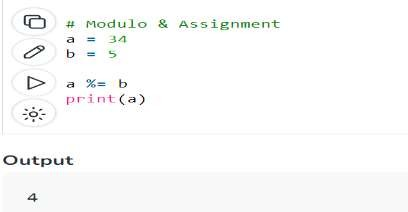 # Modulo & Assignment
a = 34
b = 5
a %= b
print(a)
Output
4